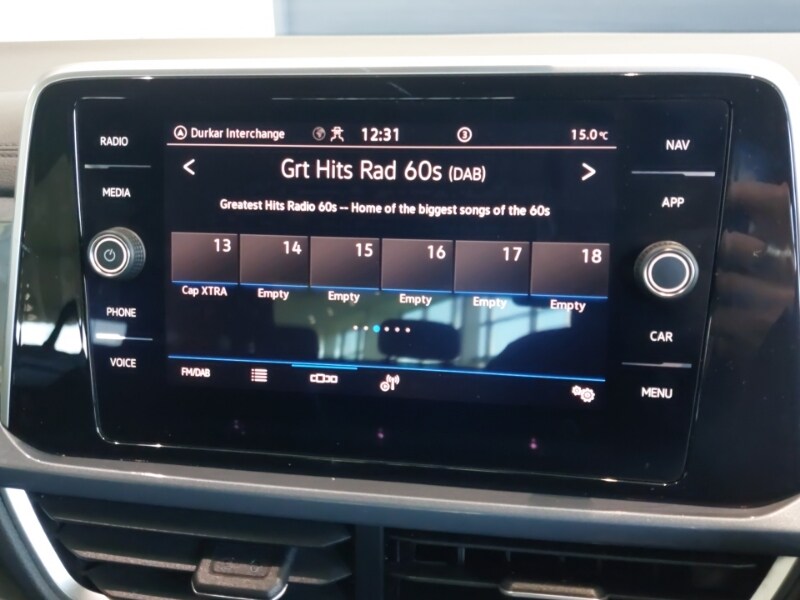 RADIO
MEDIA
PHONE
VOICE
Durkar Interchange 12:31 3 15.0°C
< Grt Hits Rad 60s (DAB) >
Greatest Hits Radio 60s -- Home of the biggest songs of the 60s
13 14 15 16 17 18
Cap XTRA Empty Empty Empty Empty Empty
FM/DAB
NAV
APP
CAR
MENU